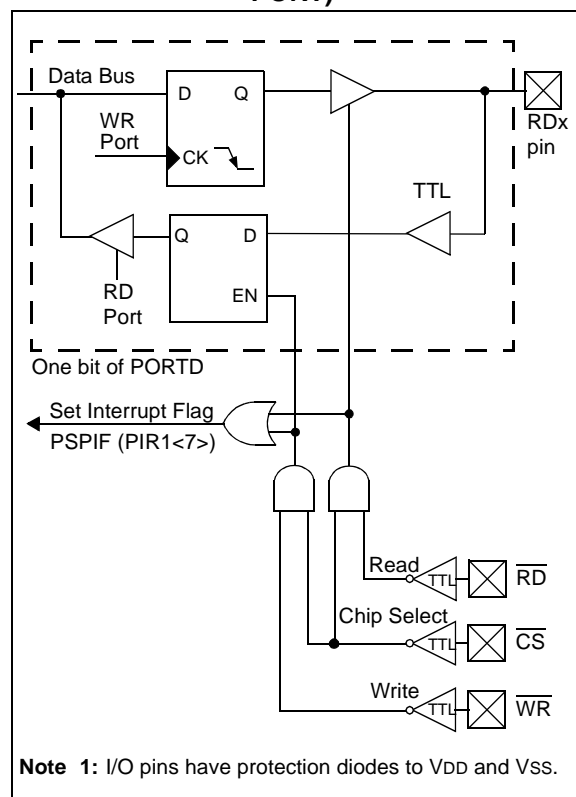 PORT)
Data Bus
D Q
WR
Port
CK
RDx
pin
TTL
Q D
EN
RD
Port
One bit of PORTD
Set Interrupt Flag
PSPIF (PIR1<7>)
Read
TTL
RD
Chip Select
TTL
CS
Write
TTL
WR
Note 1: I/O pins have protection diodes to VDD and VSS.